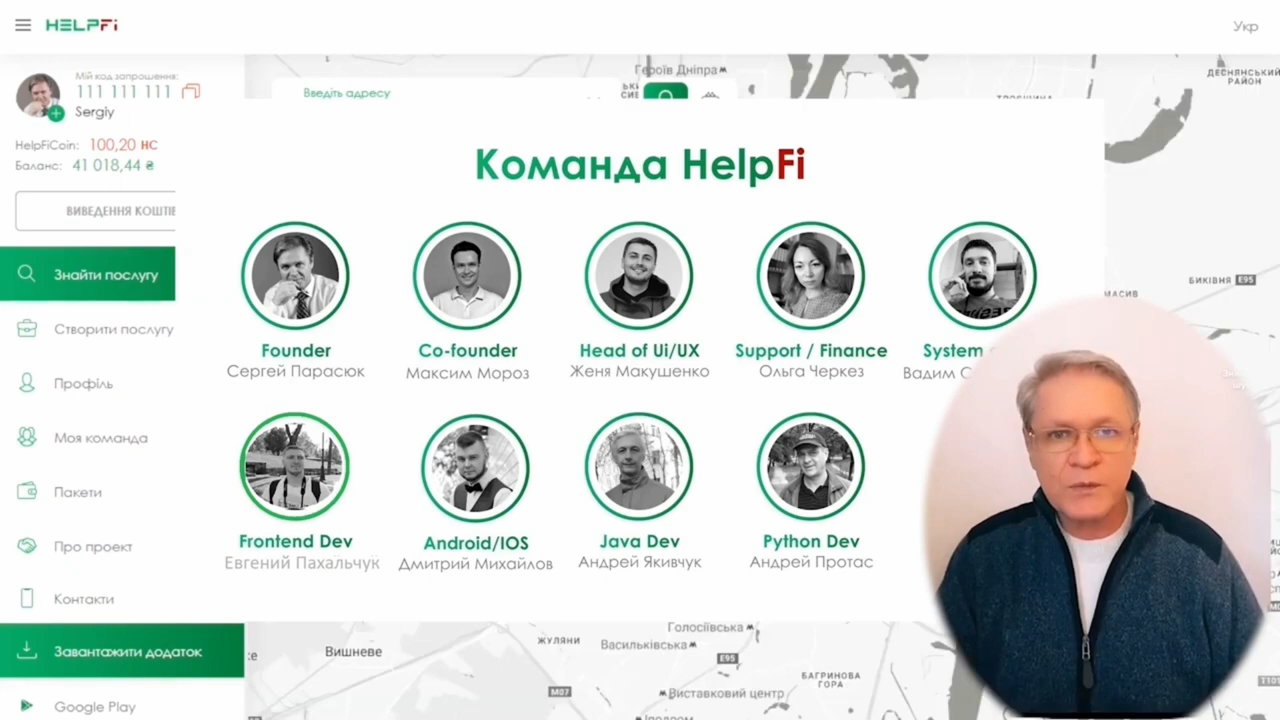 HELPFi
Укр
Мій код запрошення:
111 111 111
Sergiy
HelpFiCoin: 100,20 HC
Баланс: 41 018,44 ₴
ВИВЕДЕННЯ КОШТІВ
Знайти послугу
Створити послугу
Профіль
Моя команда
Пакети
Про проект
Контакти
Завантажити додаток
Google Play
Введіть адресу
Героїв Дніпра
ДЕСНЯНСЬКИЙ
РАЙОН
Команда HelpFi
Founder
Сергей Парасюк
Co-founder
Максим Мороз
Head of Ui/UX
Женя Макушенко
Support / Finance
Ольга Черкез
System
Вадим С
Frontend Dev
Евгений Пахальчук
Android/IOS
Дмитрий Михайлов
Java Dev
Андрей Якивчук
Python Dev
Андрей Протас
БИКІВНЯ E95
МАСИВ
Вишневе
ЖУЛЯНИ
Голосіївська
Васильківська
E95
M07
Виставковий центр
БАГРИНОВА
ГОРА
T101